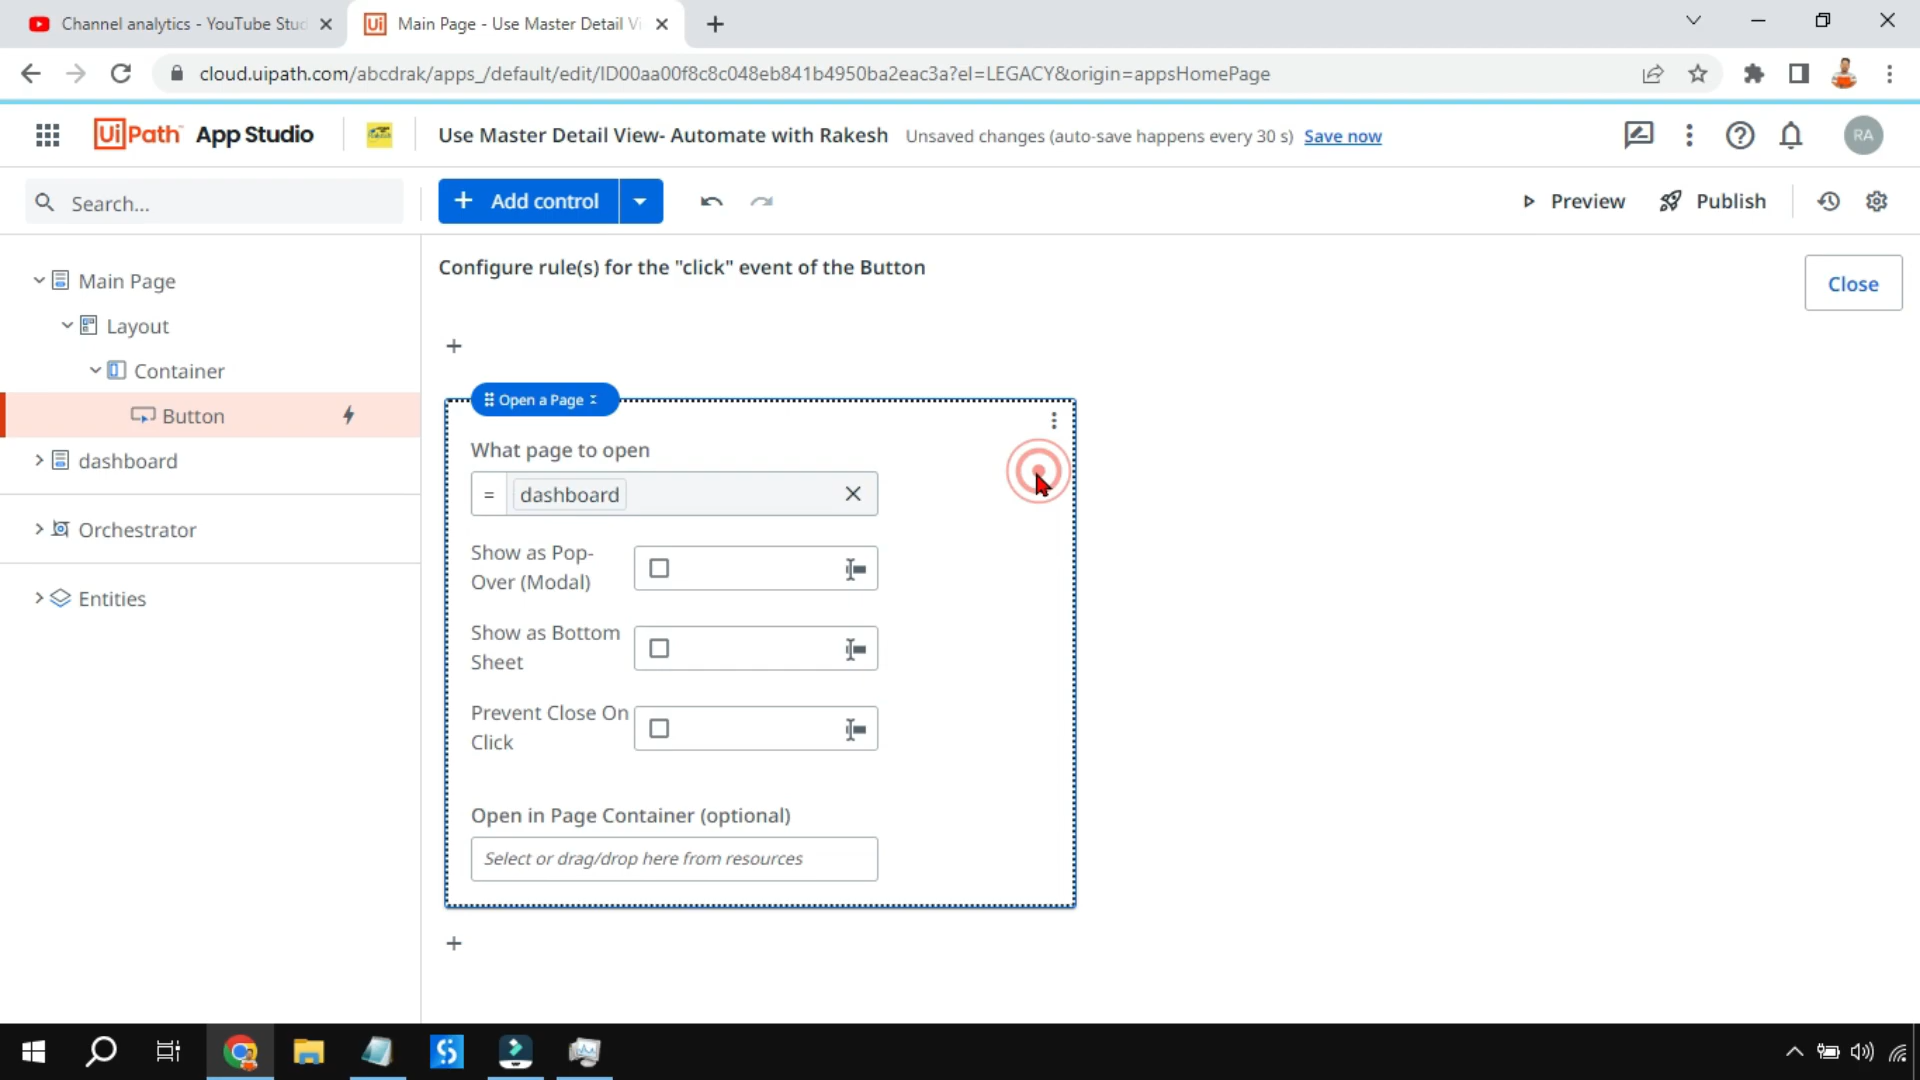 Channel analytics - YouTube Stud
Main Page - Use Master Detail Vi
cloud.uipath.com/abcdrak/apps_/default/edit/ID00aa00f8c8c048eb841b4950ba2eac3a?el=LEGACY&origin=appsHomePage
UiPath™ App Studio
Use Master Detail View- Automate with Rakesh
Unsaved changes (auto-save happens every 30 s) Save now
RA
Search...
+ Add control
Preview
Publish
Main Page
Layout
Container
Button
dashboard
Orchestrator
Entities
Configure rule(s) for the "click" event of the Button
Close
+
Open a Page
What page to open
= dashboard
Show as Pop-
Over (Modal)
Show as Bottom
Sheet
Prevent Close On
Click
Open in Page Container (optional)
Select or drag/drop here from resources
+